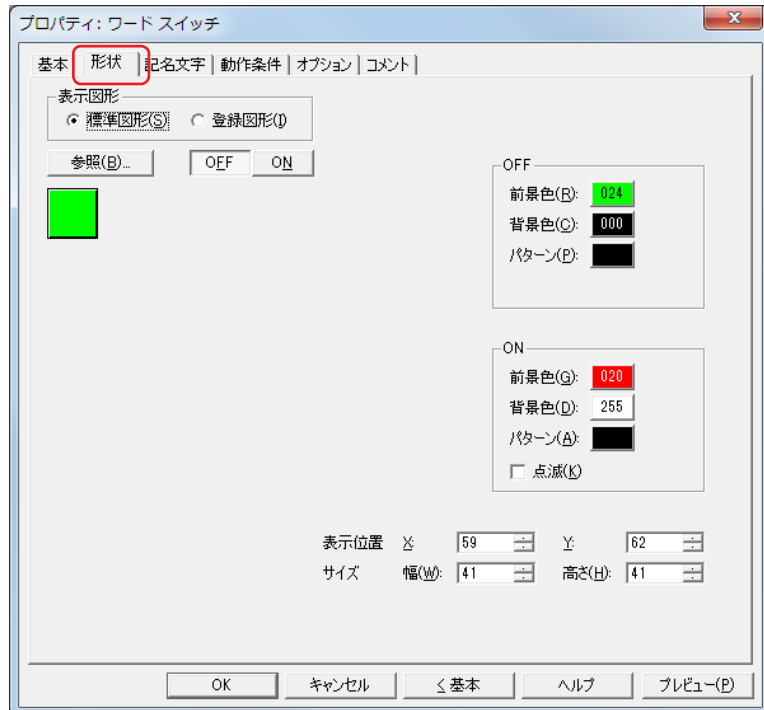 プロパティ: ワード スイッチ
基本 形状 記名文字 動作条件 オプション コメント
表示図形
標準図形(S) 登録図形(I)
参照(B)... OFF ON
OFF
前景色(R): 024
背景色(C): 000
パターン(P):
ON
前景色(G): 020
背景色(D): 255
パターン(A):
点滅(K)
表示位置 X: 59 Y: 62
サイズ 幅(W): 41 高さ(H): 41
OK キャンセル < 基本 ヘルプ プレビュー(P)